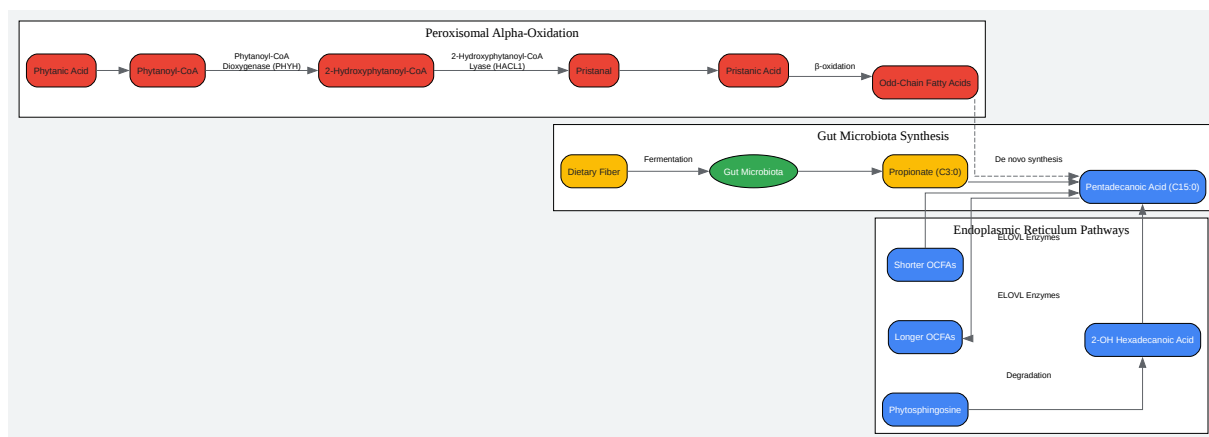 Peroxisomal Alpha-Oxidation
Phytanic Acid
Phytanoyl-CoA
Phytanoyl-CoA
Dioxygenase (PHYH)
2-Hydroxyphytanoyl-CoA
2-Hydroxyphytanoyl-CoA
Lyase (HACL1)
Pristanal
Pristanic Acid
β-oxidation
Odd-Chain Fatty Acids
Gut Microbiota Synthesis
Dietary Fiber
Fermentation
Gut Microbiota
Propionate (C3:0)
De novo synthesis
Pentadecanoic Acid (C15:0)
Endoplasmic Reticulum Pathways
ELOVL Enzymes
Shorter OCFAs
ELOVL Enzymes
Longer OCFAs
2-OH Hexadecanoic Acid
Degradation
Phytosphingosine